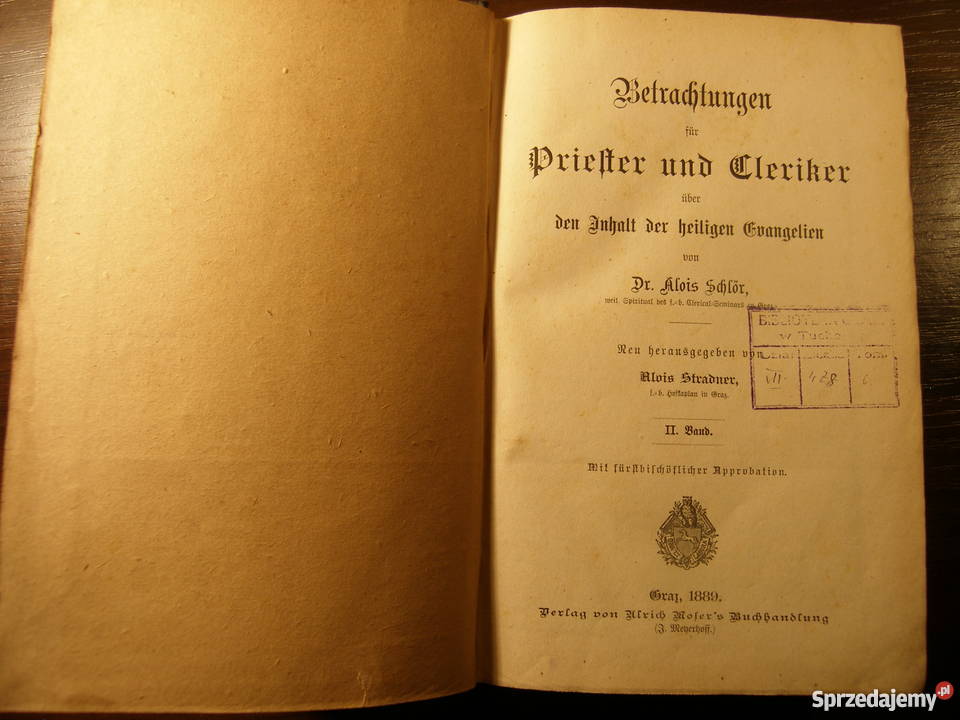 Betrachtungen
für
Priester und Cleriker
über
den Inhalt der heiligen Evangelien
von
Dr. Alois Schlör,
weil. Spiritual des f.-b. Clerical-Seminars in Graz.
Neu herausgegeben von
Alois Stradner,
f.-b. Hofkaplan in Graz.
II. Band.
Mit fürstbischöflicher Approbation.
Graz, 1889.
Verlag von Ulrich Moser's Buchhandlung
(J. Meyerhoff.)
w
VII
428
6
Sprzedajemy.pl